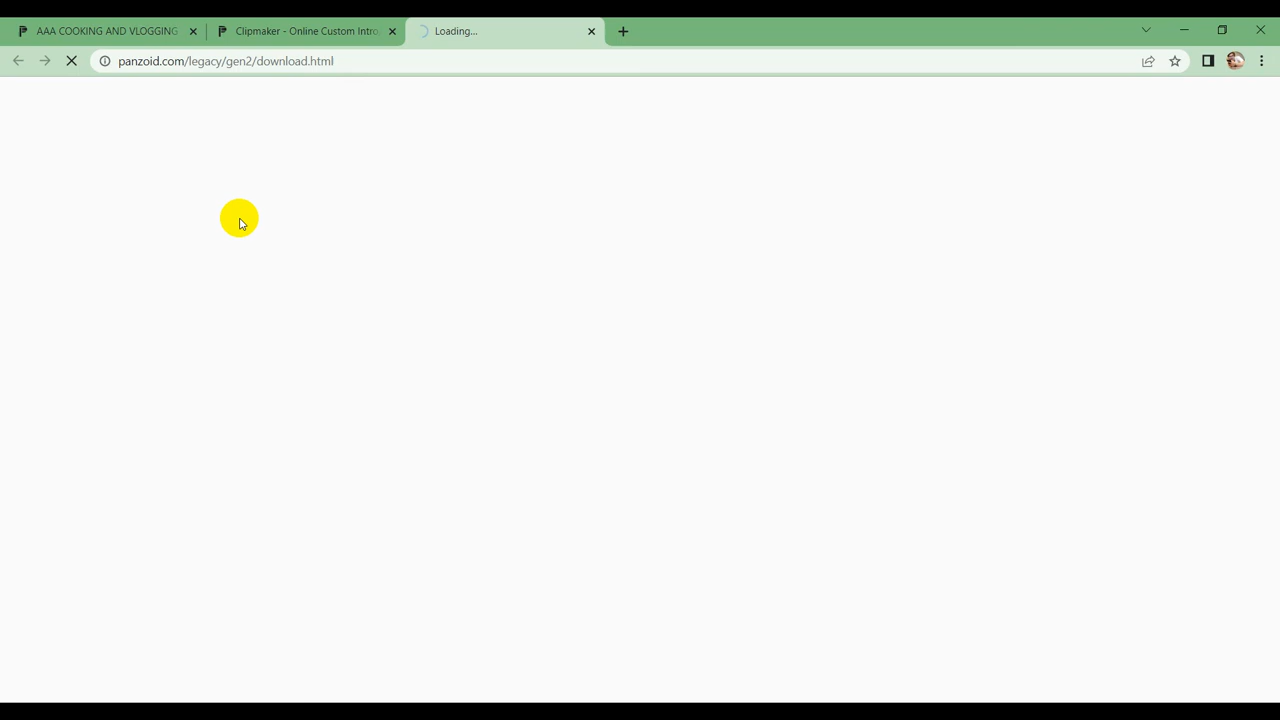 AAA COOKING AND VLOGGING
Clipmaker - Online Custom Intro
Loading...
panzoid.com/legacy/gen2/download.html